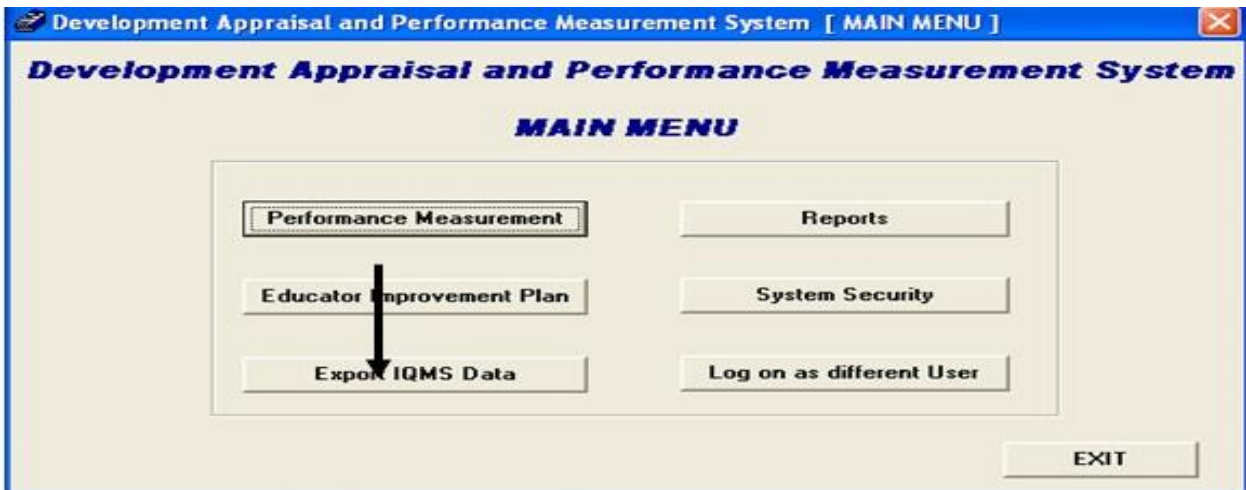 Development Appraisal and Performance Measurement System [ MAIN MENU ]
Development Appraisal and Performance Measurement System
MAIN MENU
Performance Measurement
Reports
Educator Improvement Plan
System Security
Export IQMS Data
Log on as different User
EXIT